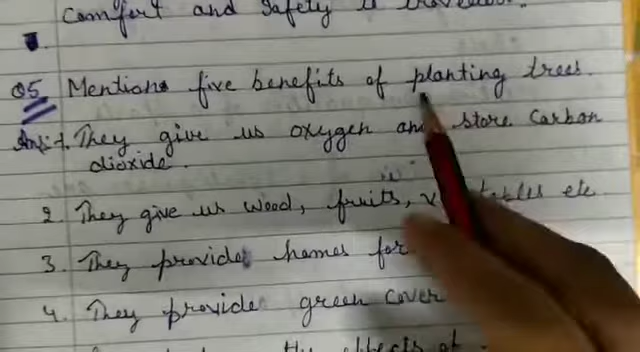 comfort and safety
Q5 Mentions five benefits of planting trees.
Ans:1. They give us oxygen and store carbon
dioxide.
2. They give us wood, fruits, etc.
3. They provide homes for
4. They provide green cover
the effects of